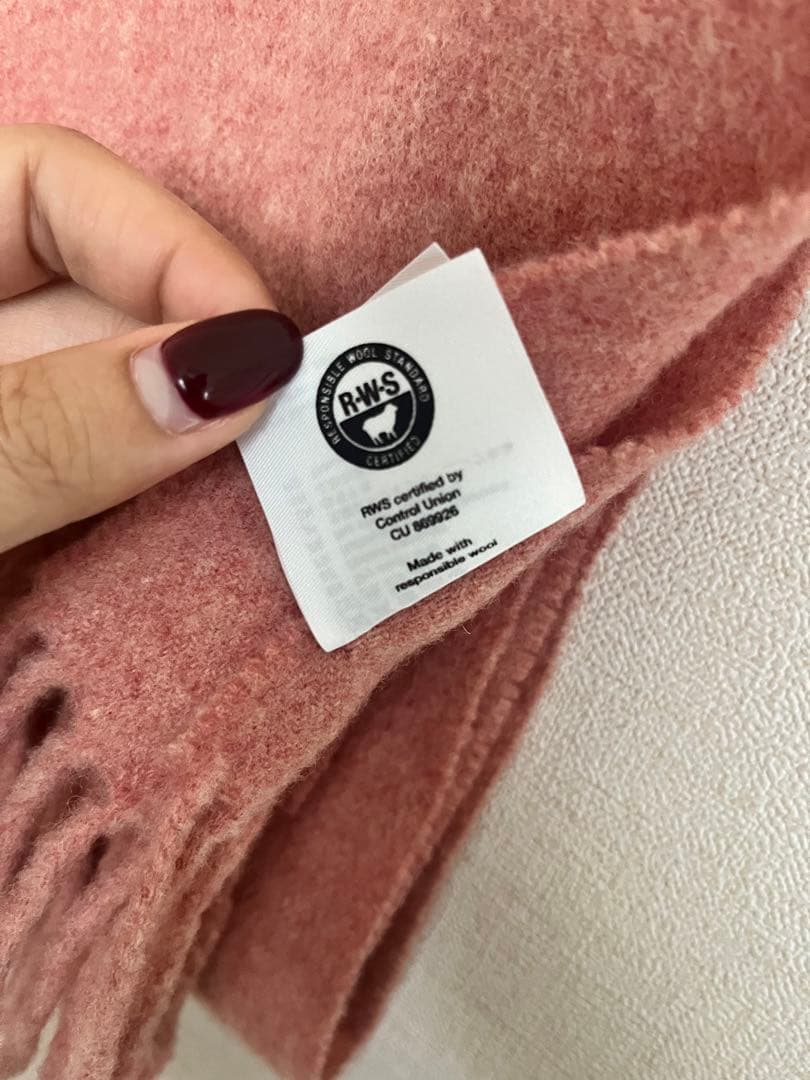 RESPONSIBLE WOOL STANDARD
R·W·S
CERTIFIED
RWS certified by
Control Union
CU 869926
Made with
responsible wool